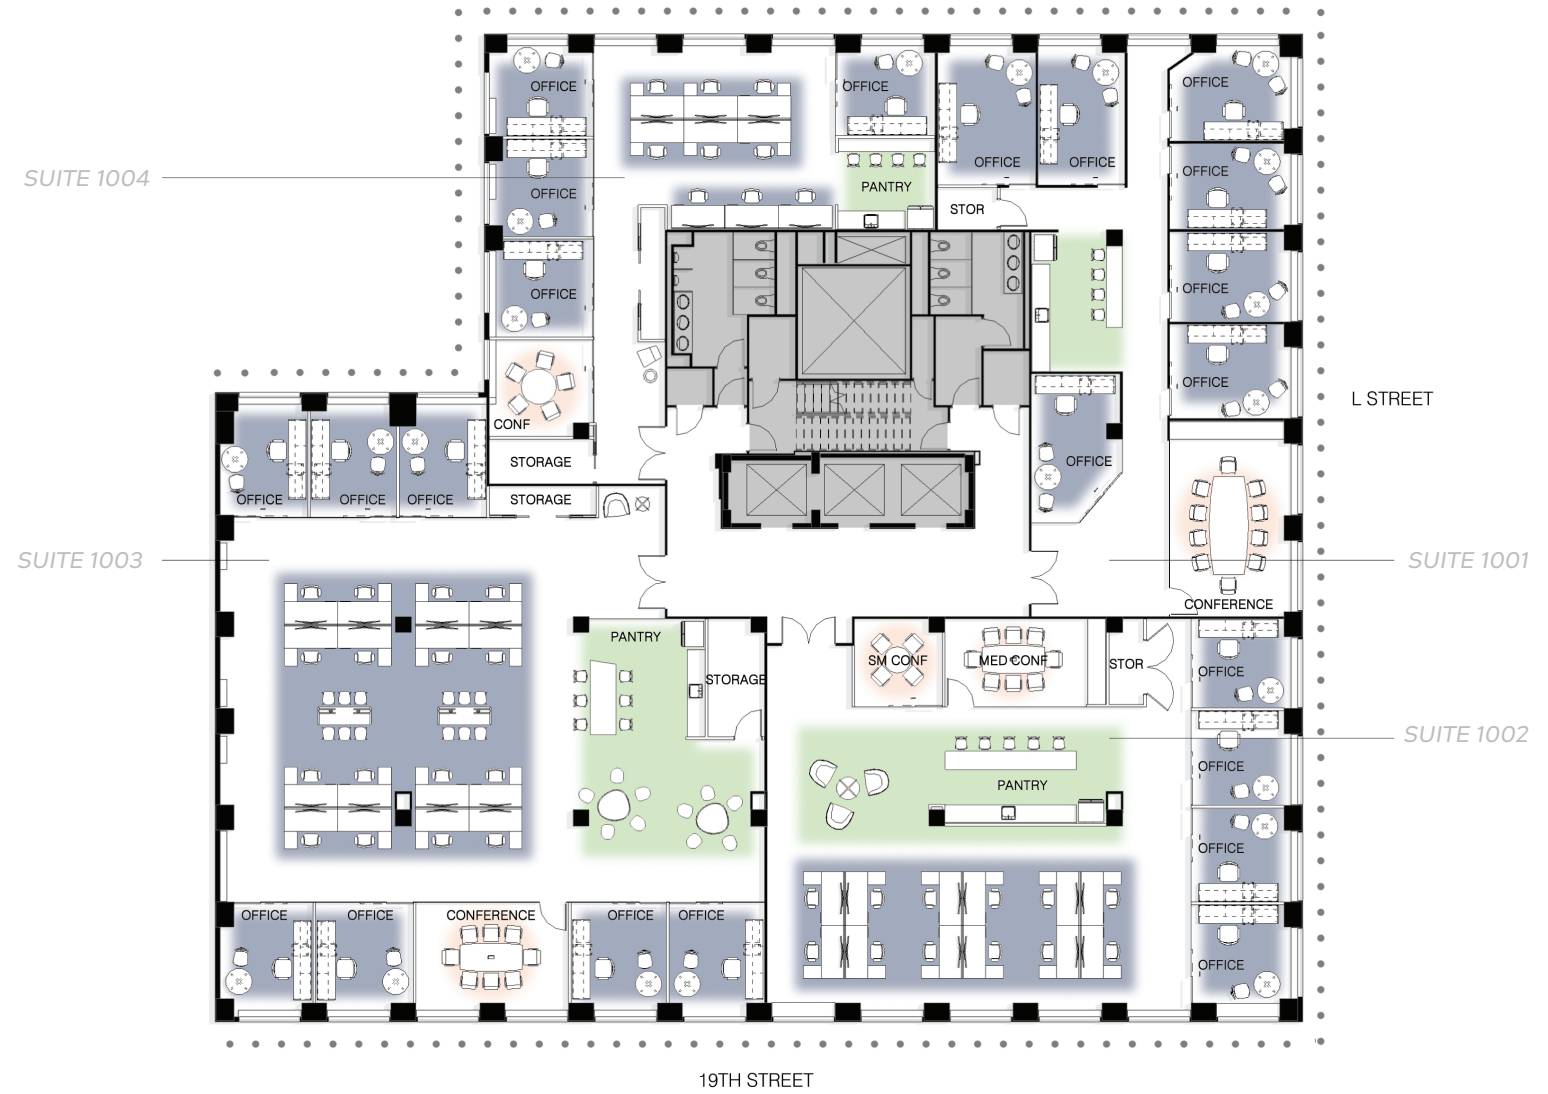 OFFICE
OFFICE
OFFICE
SUITE 1004
OFFICE
OFFICE
OFFICE
PANTRY
OFFICE
STOR
OFFICE
OFFICE
OFFICE
L STREET
CONF
STORAGE
OFFICE
OFFICE
OFFICE
OFFICE
STORAGE
SUITE 1003
SUITE 1001
CONFERENCE
PANTRY
SM CONF
MED CONF
STOR
OFFICE
STORAGE
SUITE 1002
OFFICE
PANTRY
OFFICE
OFFICE
OFFICE
CONFERENCE
OFFICE
OFFICE
OFFICE
19TH STREET